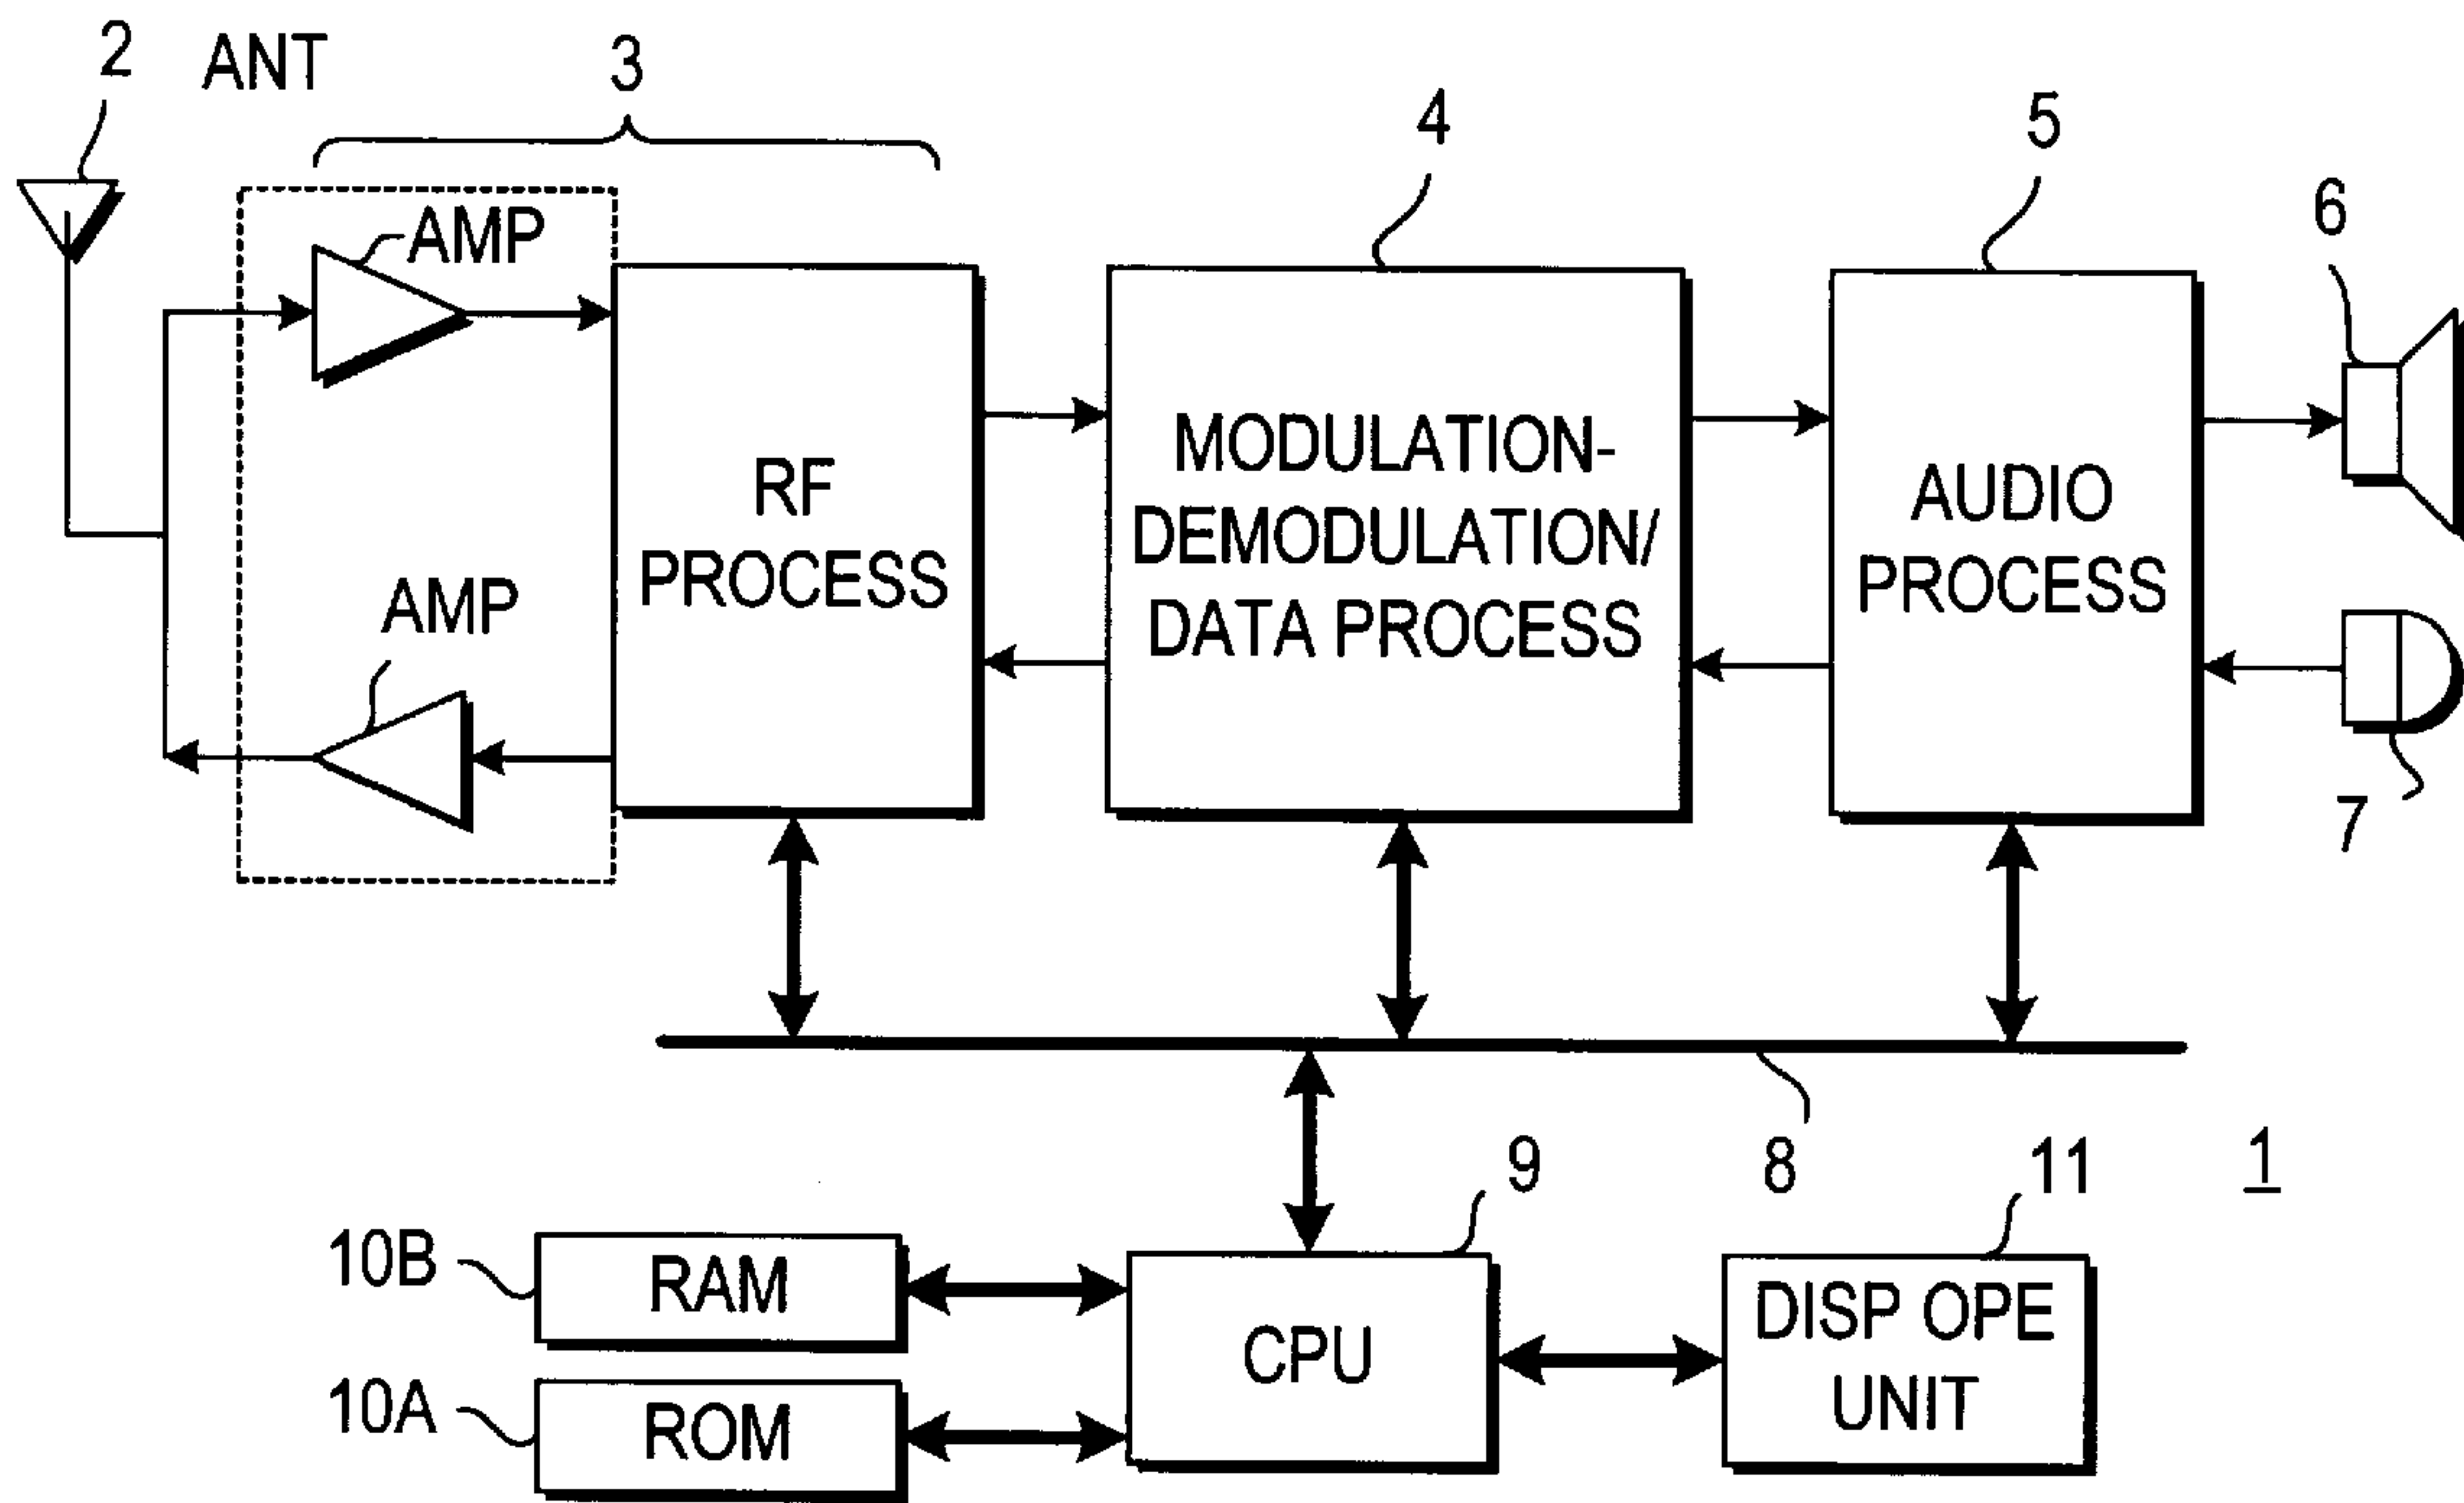 2
ANT
3
4
5
6
AMP
RF
PROCESS
MODULATION-
DEMODULATION/
DATA PROCESS
AUDIO
PROCESS
AMP
7
8
9
11
1
10B
RAM
CPU
DISP OPE
UNIT
10A
ROM